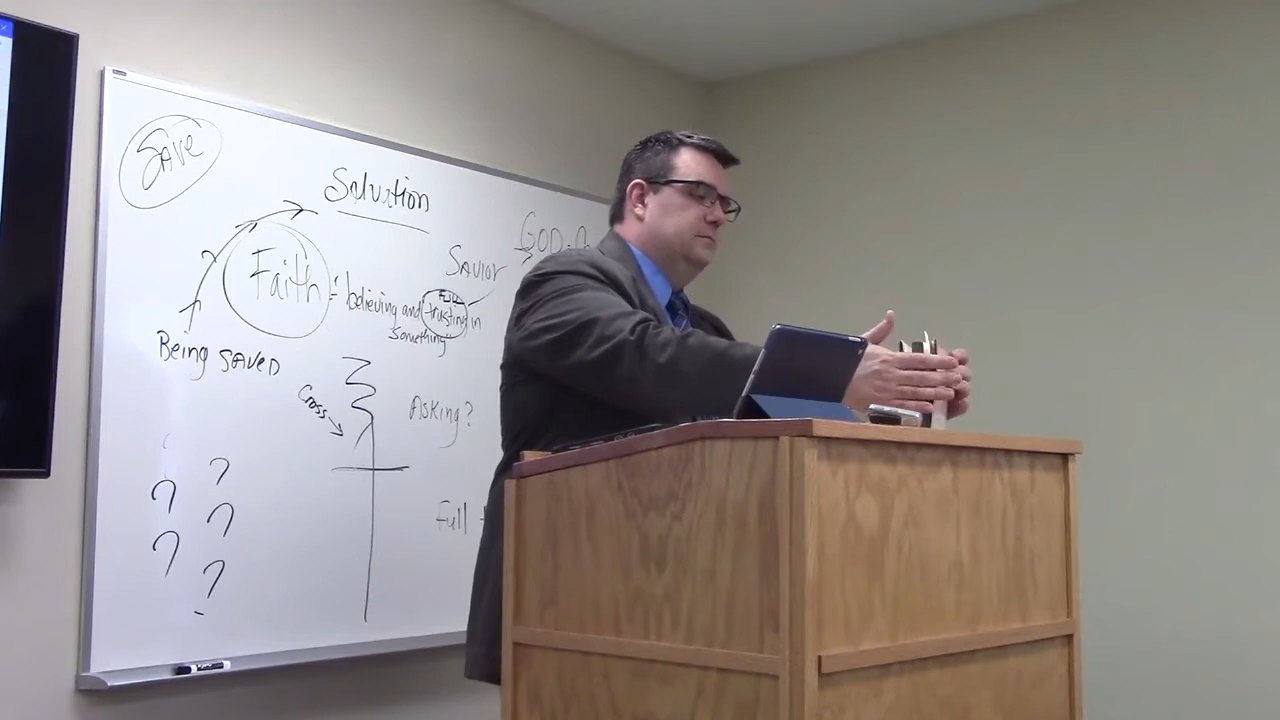 Save
Salvation
GOD
Savior
Faith = "believing and Full trusting in
something"
Being saved
Cross
Asking?
Full
? ?
? ?
? ?